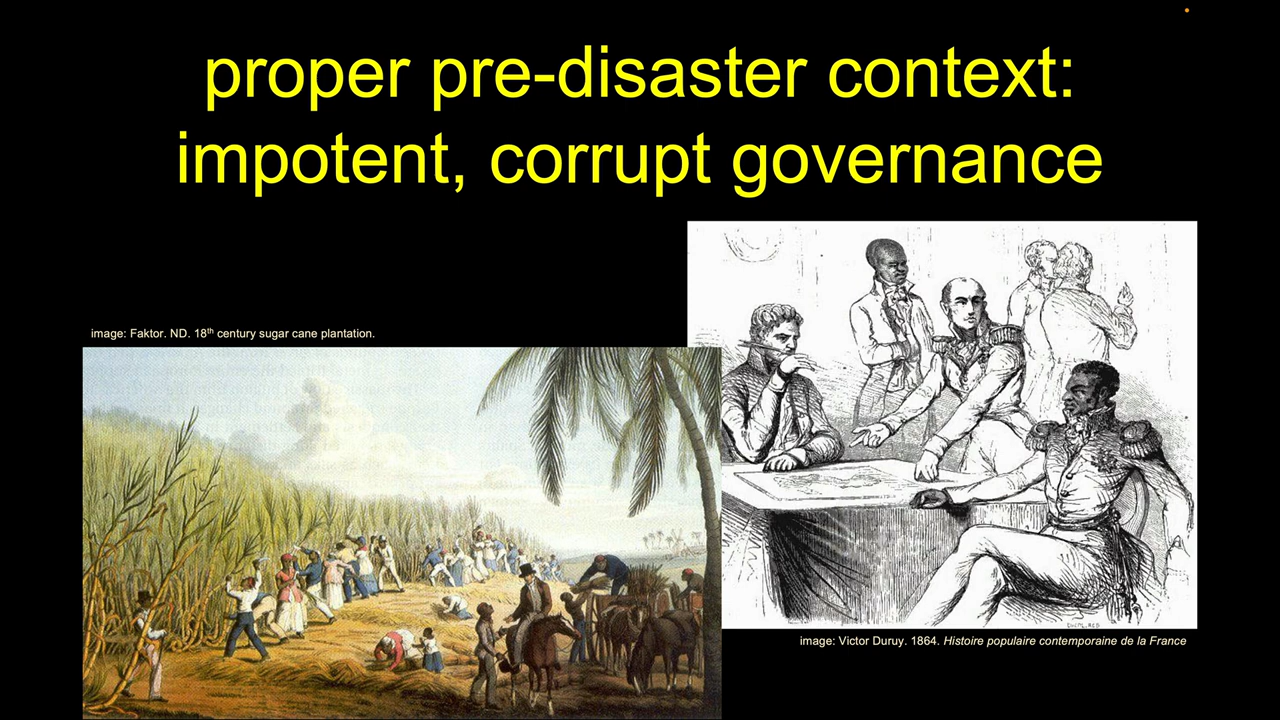 proper pre-disaster context:
impotent, corrupt governance
image: Faktor. ND. 18th century sugar cane plantation.
image: Victor Duruy. 1864. Histoire populaire contemporaine de la France